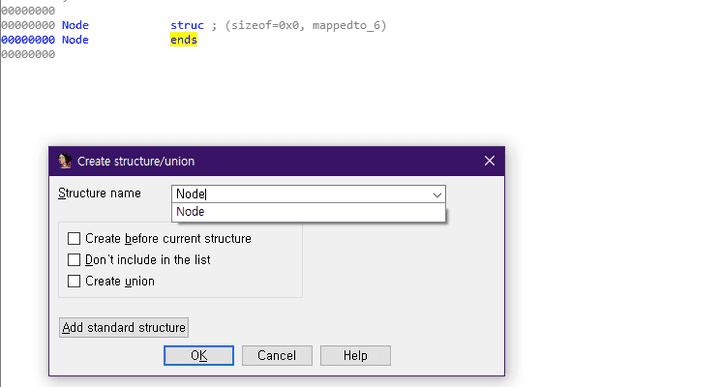 00000000
00000000 Node struc ; (sizeof=0x0, mappedto_6)
00000000 Node ends
00000000
Create structure/union
Structure name Node
Node
Create before current structure
Don't include in the list
Create union
Add standard structure
OK Cancel Help